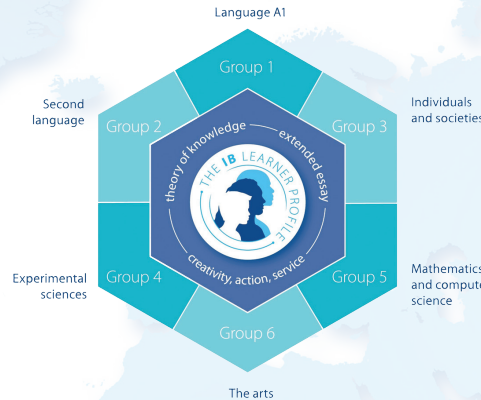 Language A1
Group 1
Second
language
Group 2
Group 3
Individuals
and societies
theory of knowledge
extended essay
THE IB LEARNER PROFILE
creativity, action, service
Experimental
sciences
Group 4
Group 5
Mathematics
and compute
science
Group 6
The arts